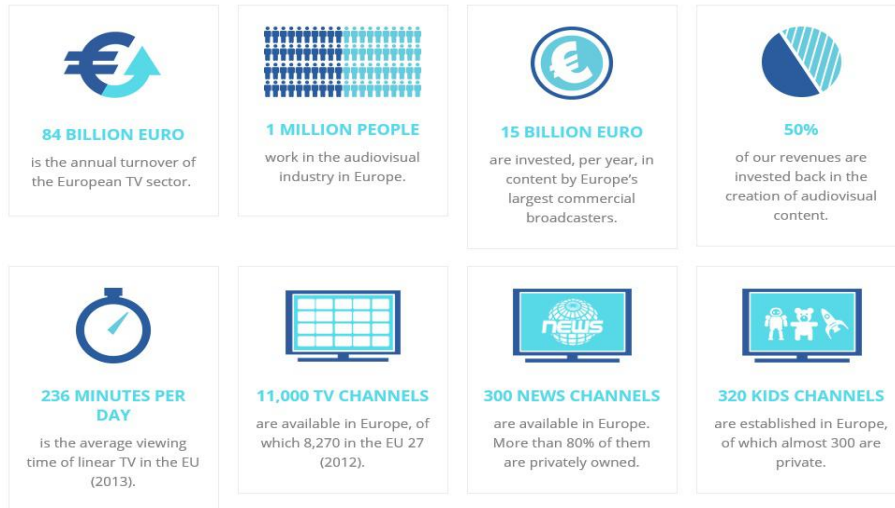 84 BILLION EURO
is the annual turnover of
the European TV sector.
1 MILLION PEOPLE
work in the audiovisual
industry in Europe.
15 BILLION EURO
are invested, per year, in
content by Europe's
largest commercial
broadcasters.
50%
of our revenues are
invested back in the
creation of audiovisual
content.
236 MINUTES PER
DAY
is the average viewing
time of linear TV in the EU
(2013).
11,000 TV CHANNELS
are available in Europe, of
which 8,270 in the EU 27
(2012).
NEWS
300 NEWS CHANNELS
are available in Europe.
More than 80% of them
are privately owned.
320 KIDS CHANNELS
are established in Europe,
of which almost 300 are
private.